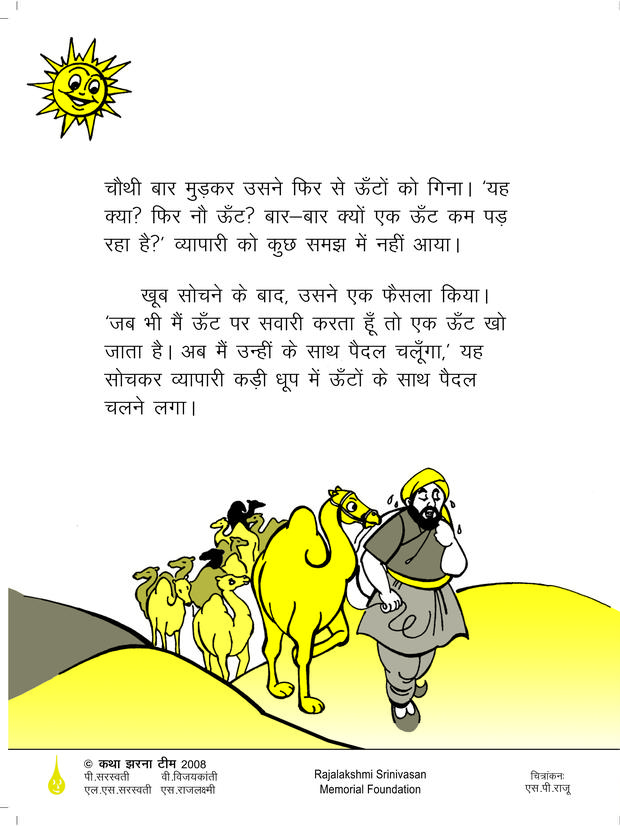 चौथी बार मुड़कर उसने फिर से ऊँटों को गिना। ‘यह
क्या? फिर नौ ऊँट? बार–बार क्यों एक ऊँट कम पड़
रहा है?’ व्यापारी को कुछ समझ में नहीं आया।
खूब सोचने के बाद, उसने एक फैसला किया।
‘जब भी मैं ऊँट पर सवारी करता हूँ तो एक ऊँट खो
जाता है। अब मैं उन्हीं के साथ पैदल चलूँगा,’ यह
सोचकर व्यापारी कड़ी धूप में ऊँटों के साथ पैदल
चलने लगा।
© कथा झरना टीम 2008
पी.सरस्वती वी.विजयकांती
एल.एस.सरस्वती एस.राजलक्ष्मी
Rajalakshmi Srinivasan
Memorial Foundation
चित्रांकनः
एस.पी.राजू